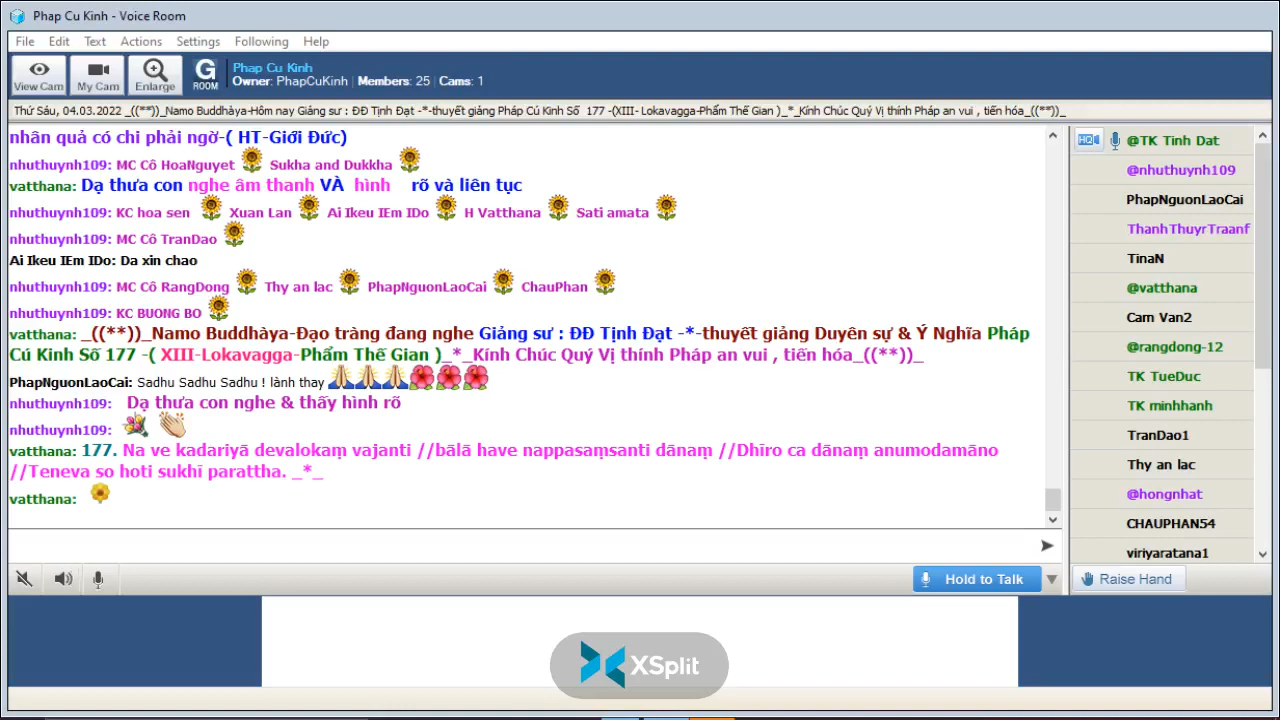 Phap Cu Kinh - Voice Room
File Edit Text Actions Settings Following Help
View Cam My Cam Enlarge G ROOM
Phap Cu Kinh
Owner: PhapCuKinh | Members: 25 | Cams: 1
Thứ Sáu, 04.03.2022 _((**))_Namo Buddhàya-Hôm nay Giảng sư : ĐĐ Tịnh Đạt -*-thuyết giảng Pháp Cú Kinh Số 177 -(XIII- Lokavagga-Phẩm Thế Gian )_*_Kính Chúc Quý Vị thính Pháp an vui , tiến hóa_((**))_
nhân quả có chi phải ngờ-( HT-Giới Đức)
nhuthuynh109: MC Cô HoaNguyet Sukha and Dukkha
vatthana: Dạ thưa con nghe âm thanh VÀ hình rõ và liên tục
nhuthuynh109: KC hoa sen Xuan Lan Ai Ikeu IEm IDo H Vatthana Sati amata
nhuthuynh109: MC Cô TranDao
Ai Ikeu IEm IDo: Da xin chao
nhuthuynh109: MC Cô RangDong Thy an lac PhapNguonLaoCai ChauPhan
nhuthuynh109: KC BUONG BO
vatthana: _((**))_Namo Buddhàya-Đạo tràng đang nghe Giảng sư : ĐĐ Tịnh Đạt -*-thuyết giảng Duyên sự & Ý Nghĩa Pháp
Cú Kinh Số 177 -( XIII-Lokavagga-Phẩm Thế Gian )_*_Kính Chúc Quý Vị thính Pháp an vui , tiến hóa_((**))_
PhapNguonLaoCai: Sadhu Sadhu Sadhu ! lành thay
nhuthuynh109: Dạ thưa con nghe & thấy hình rõ
nhuthuynh109:
vatthana: 177. Na ve kadariyā devalokaṃ vajanti //bālā have nappasaṃsanti dānaṃ //Dhīro ca dānaṃ anumodamāno
//Teneva so hoti sukhī parattha. _*_
vatthana:
HQ
@TK Tinh Dat
@nhuthuynh109
PhapNguonLaoCai
ThanhThuyrTraanf
TinaN
@vatthana
Cam Van2
@rangdong-12
TK TueDuc
TK minhhanh
TranDao1
Thy an lac
@hongnhat
CHAUPHAN54
viriyaratana1
Hold to Talk
Raise Hand
XSplit